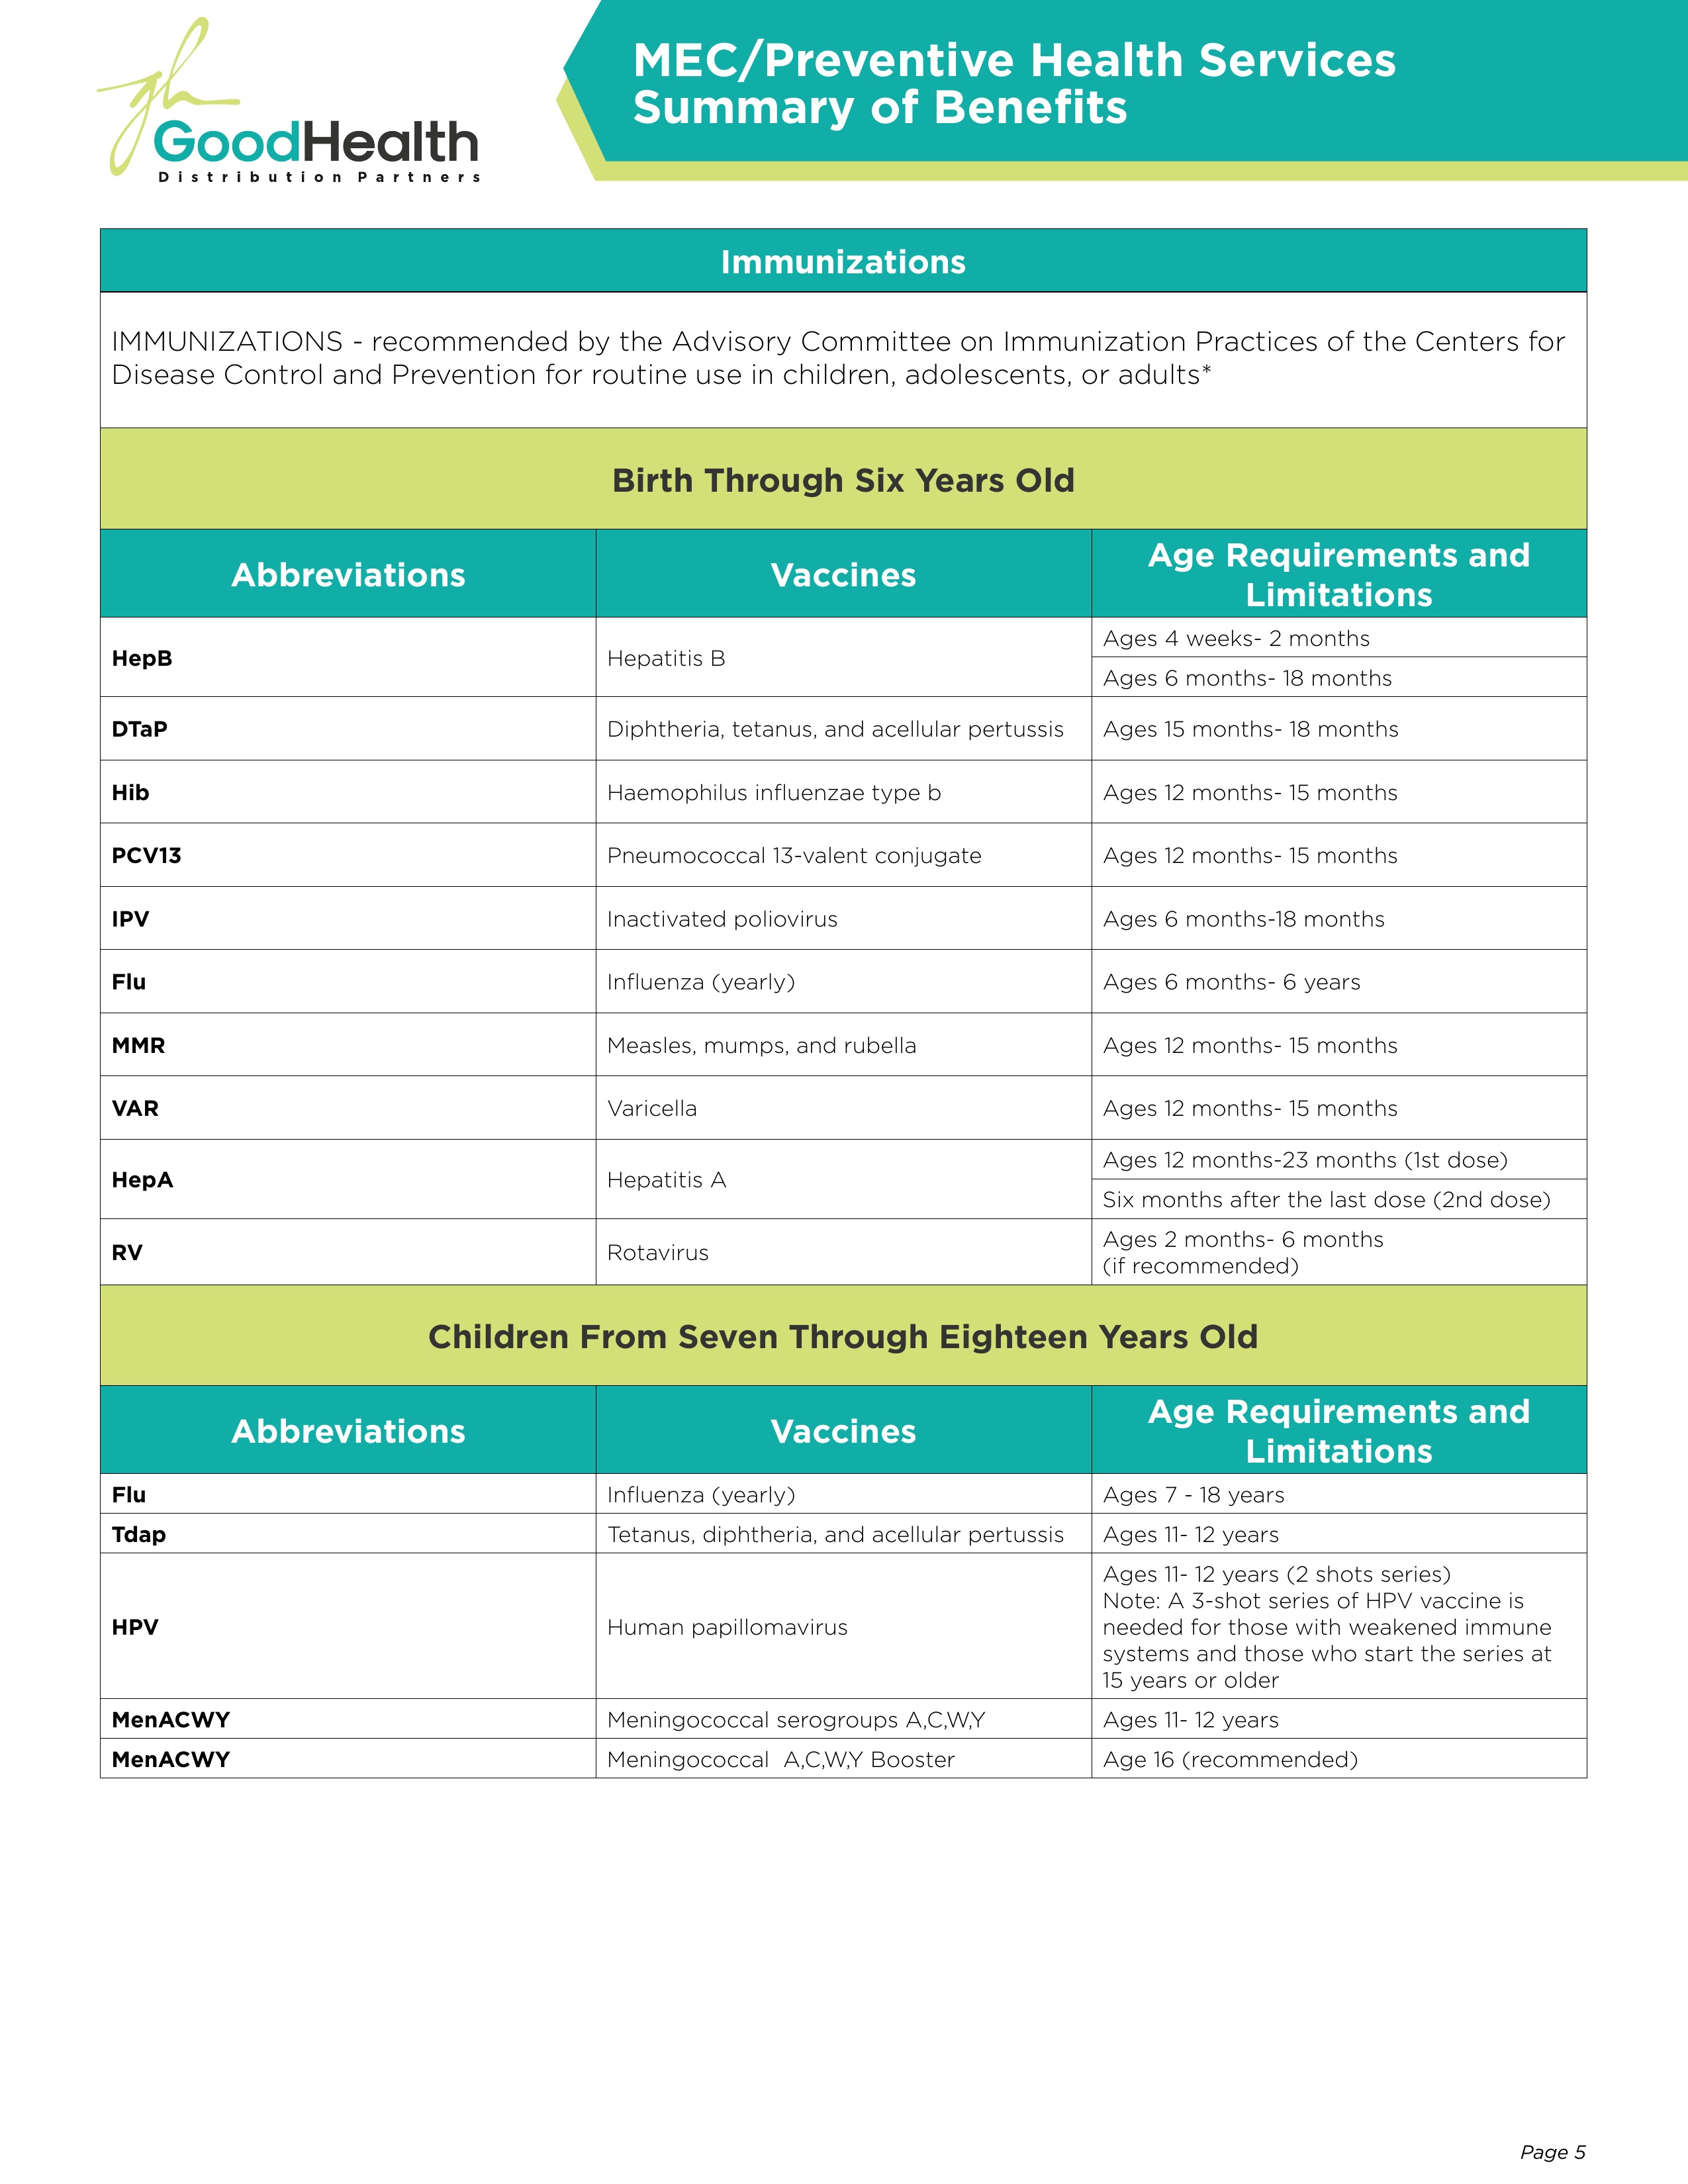 gh
GoodHealth
Distribution Partners
MEC/Preventive Health Services
Summary of Benefits
Immunizations
IMMUNIZATIONS - recommended by the Advisory Committee on Immunization Practices of the Centers for
Disease Control and Prevention for routine use in children, adolescents, or adults*
Birth Through Six Years Old
Abbreviations
Vaccines
Age Requirements and
Limitations
HepB
Hepatitis B
Ages 4 weeks- 2 months
Ages 6 months- 18 months
DTaP
Diphtheria, tetanus, and acellular pertussis
Ages 15 months- 18 months
Hib
Haemophilus influenzae type b
Ages 12 months- 15 months
PCV13
Pneumococcal 13-valent conjugate
Ages 12 months- 15 months
IPV
Inactivated poliovirus
Ages 6 months-18 months
Flu
Influenza (yearly)
Ages 6 months- 6 years
MMR
Measles, mumps, and rubella
Ages 12 months- 15 months
VAR
Varicella
Ages 12 months- 15 months
HepA
Hepatitis A
Ages 12 months-23 months (1st dose)
Six months after the last dose (2nd dose)
RV
Rotavirus
Ages 2 months- 6 months
(if recommended)
Children From Seven Through Eighteen Years Old
Abbreviations
Vaccines
Age Requirements and
Limitations
Flu
Influenza (yearly)
Ages 7 - 18 years
Tdap
Tetanus, diphtheria, and acellular pertussis
Ages 11- 12 years
HPV
Human papillomavirus
Ages 11- 12 years (2 shots series)
Note: A 3-shot series of HPV vaccine is
needed for those with weakened immune
systems and those who start the series at
15 years or older
MenACWY
Meningococcal serogroups A,C,W,Y
Ages 11- 12 years
MenACWY
Meningococcal  A,C,W,Y Booster
Age 16 (recommended)
Page 5